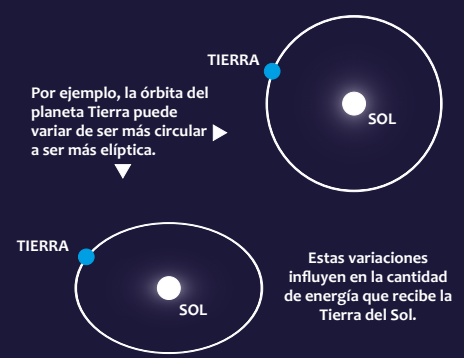 TIERRA
SOL
Por ejemplo, la órbita del
planeta Tierra puede
variar de ser más circular
a ser más elíptica.
TIERRA
SOL
Estas variaciones
influyen en la cantidad
de energía que recibe la
Tierra del Sol.